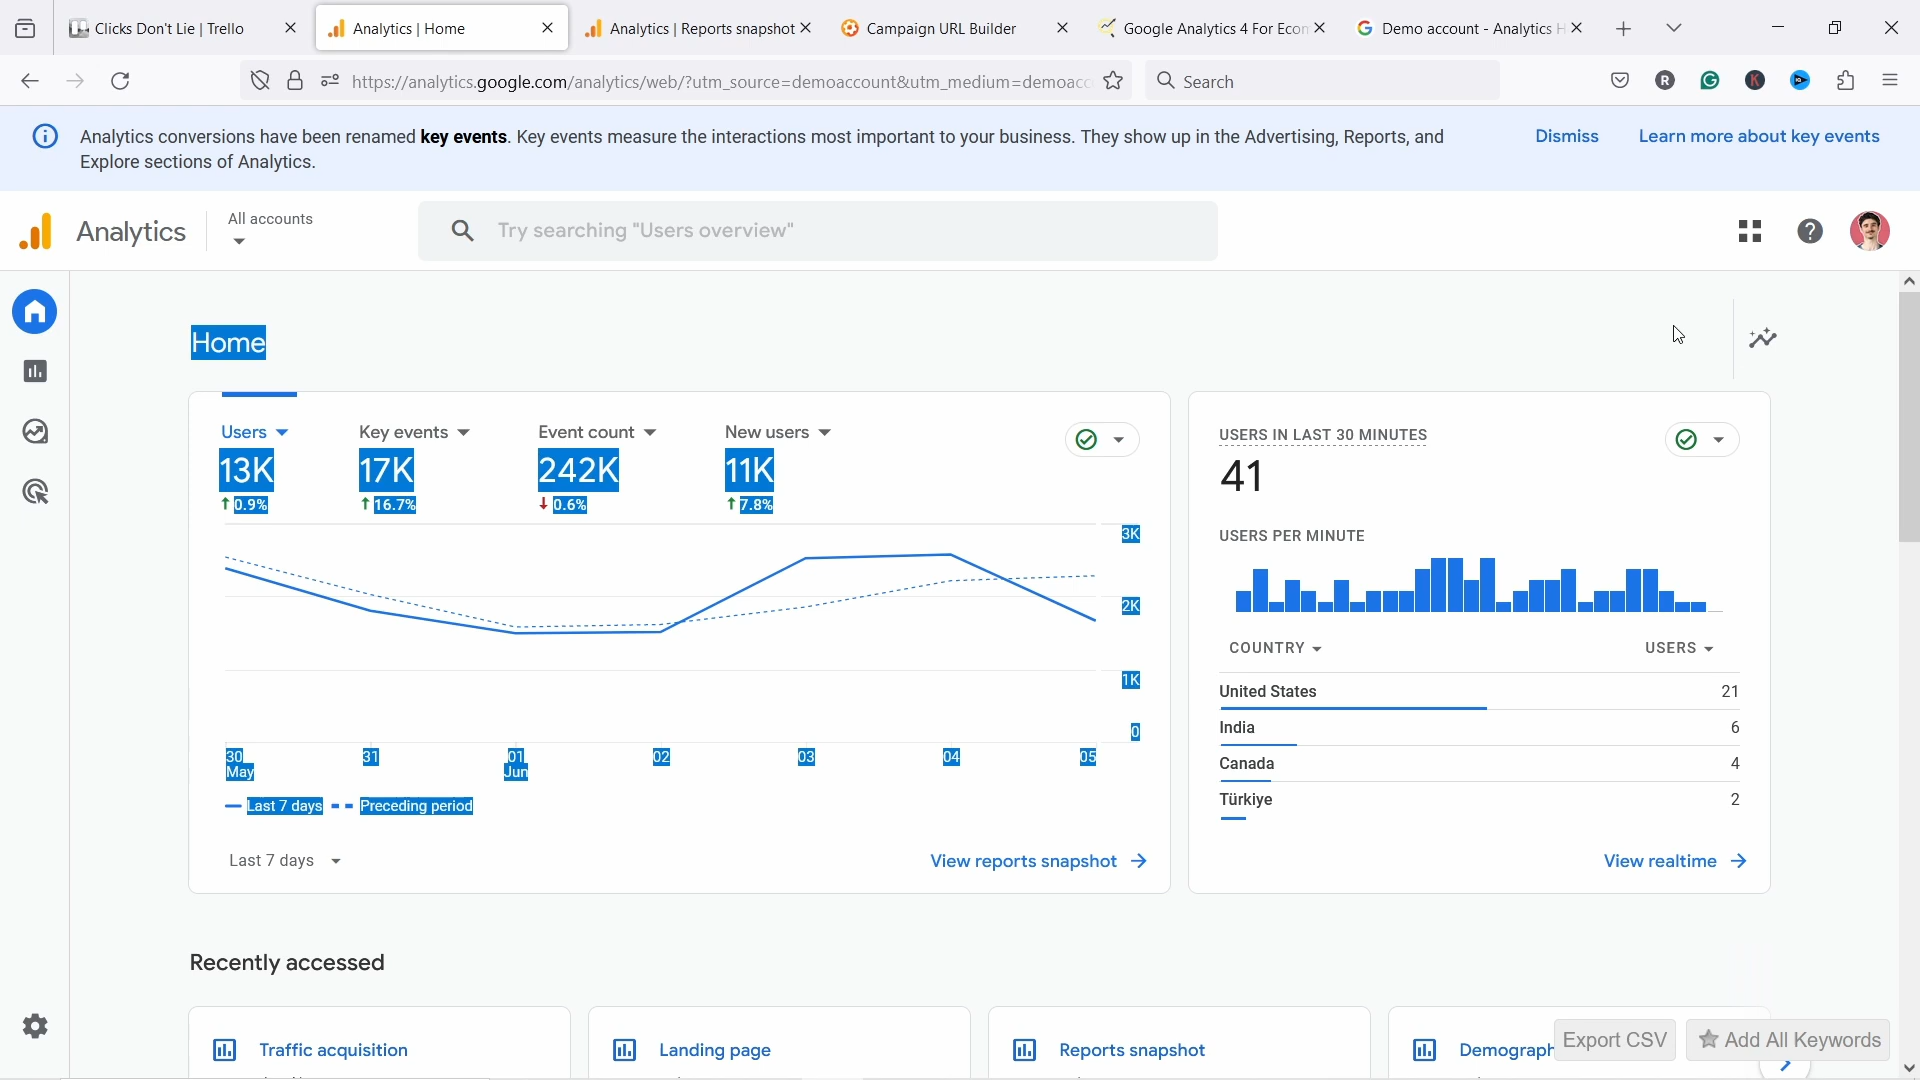 Clicks Don't Lie | Trello
Analytics | Home
Analytics | Reports snapshot
Campaign URL Builder
Google Analytics 4 For Econ
Demo account - Analytics H
https://analytics.google.com/analytics/web/?utm_source=demoaccount&utm_medium=demoacc
Search
Analytics conversions have been renamed key events. Key events measure the interactions most important to your business. They show up in the Advertising, Reports, and
Explore sections of Analytics.
Dismiss
Learn more about key events
Analytics
All accounts
Try searching "Users overview"
Home
Users
Key events
Event count
New users
13K
17K
242K
11K
0.9%
16.7%
0.6%
7.8%
3K
2K
1K
0
30
May
31
01
Jun
02
03
04
05
Last 7 days
Preceding period
Last 7 days
View reports snapshot
USERS IN LAST 30 MINUTES
41
USERS PER MINUTE
COUNTRY
USERS
United States 21
India 6
Canada 4
Türkiye 2
View realtime
Recently accessed
Traffic acquisition
Landing page
Reports snapshot
Demograph
Export CSV
Add All Keywords